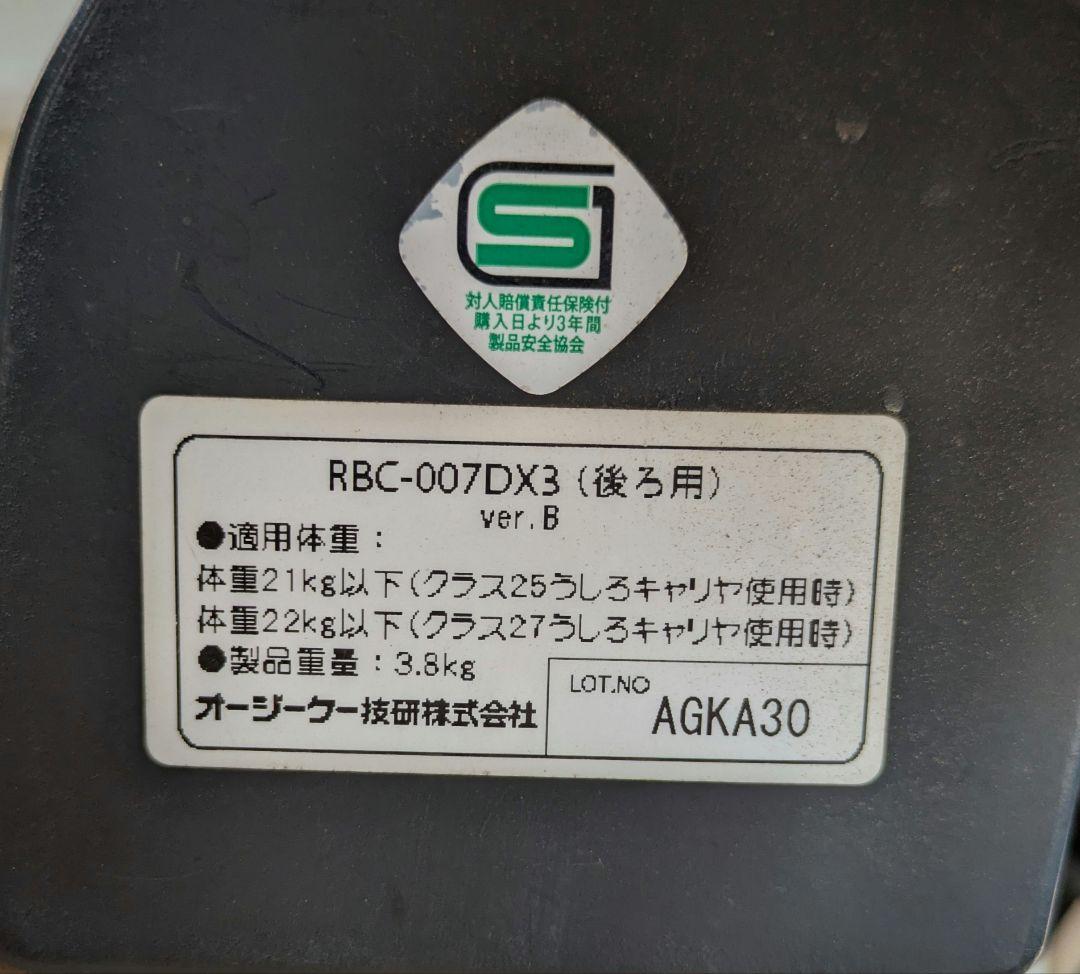 SG
対人賠償責任保険付
購入日より3年間
製品安全協会
RBC-007DX3(後ろ用)
ver.B
●適用体重:
体重21kg以下(クラス25うしろキャリヤ使用時)
体重22kg以下(クラス27うしろキャリヤ使用時)
●製品重量:3.8kg
オージーケー技研株式会社
LOT.NO
AGKA30